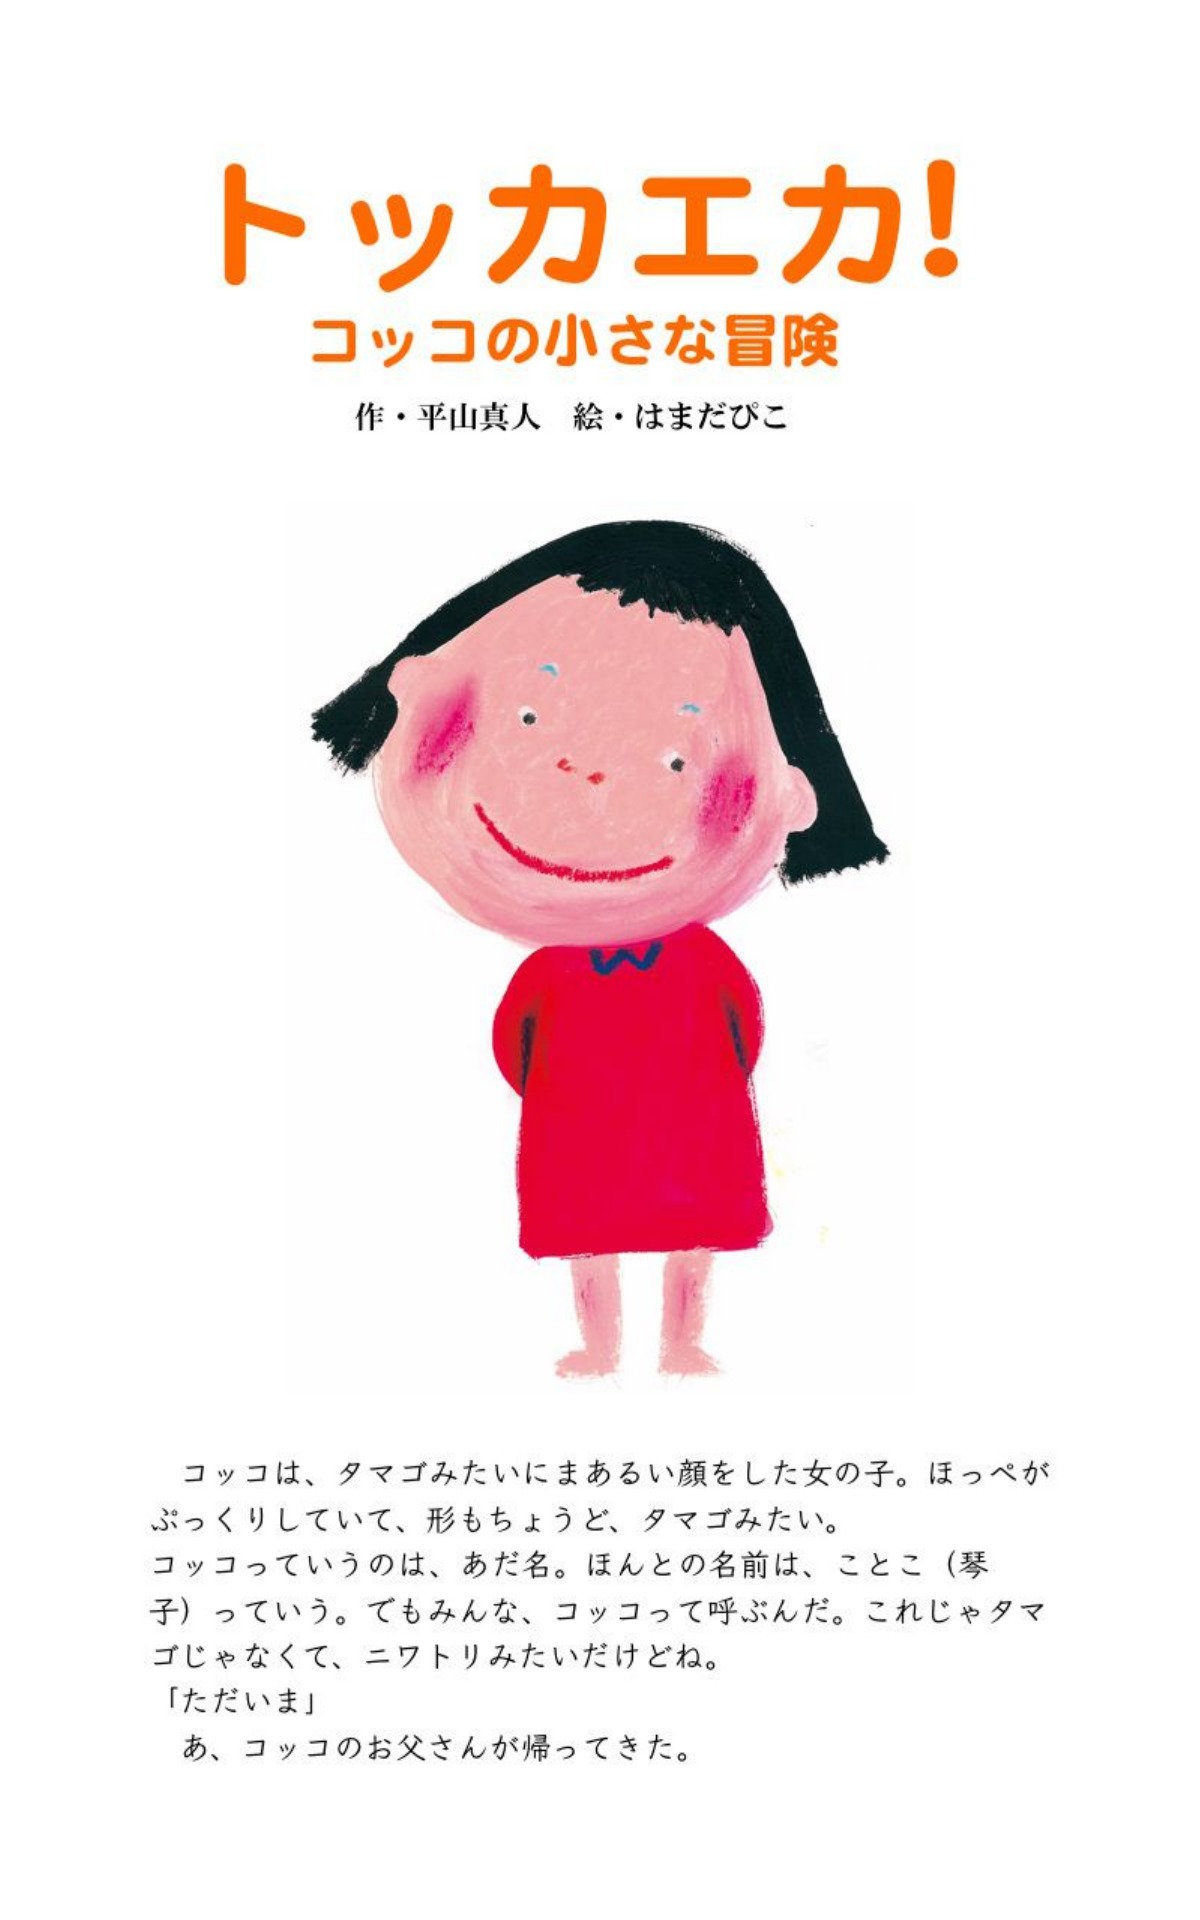 トッカエカ!
コッコの小さな冒険
作・平山真人　絵・はまだぴこ
　コッコは、タマゴみたいにまあるい顔をした女の子。ほっぺが
ぷっくりしていて、形もちょうど、タマゴみたい。
コッコっていうのは、あだ名。ほんとの名前は、ことこ（琴
子）っていう。でもみんな、コッコって呼ぶんだ。これじゃタマ
ゴじゃなくて、ニワトリみたいだけどね。
「ただいま」
　あ、コッコのお父さんが帰ってきた。